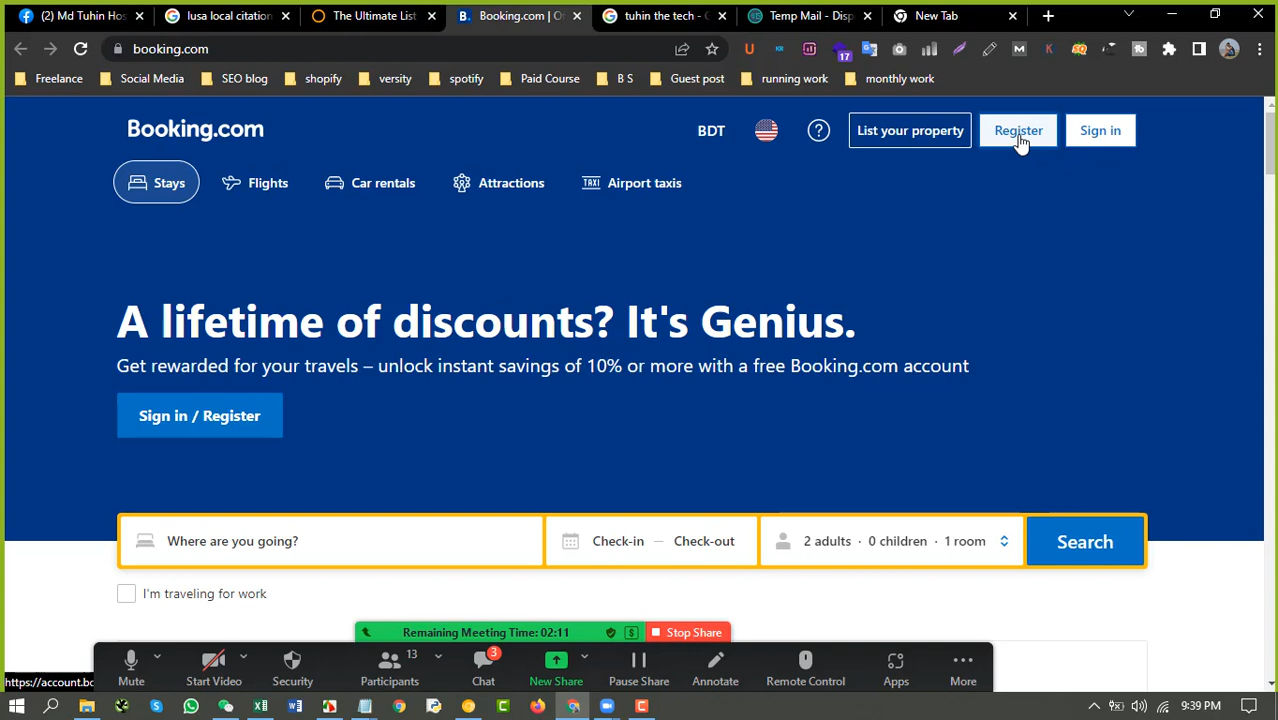 (2) Md Tuhin Hos
lusa local citation
The Ultimate List
Booking.com | O
tuhin the tech - G
Temp Mail - Disp
New Tab
booking.com
17
Freelance
Social Media
SEO blog
shopify
versity
spotify
Paid Course
B S
Guest post
running work
monthly work
Booking.com
BDT
List your property
Register
Sign in
Stays
Flights
Car rentals
Attractions
TAXI
Airport taxis
A lifetime of discounts? It's Genius.
Get rewarded for your travels – unlock instant savings of 10% or more with a free Booking.com account
Sign in / Register
Where are you going?
Check-in — Check-out
2 adults · 0 children · 1 room
Search
I'm traveling for work
Remaining Meeting Time: 02:11
Stop Share
Mute
Start Video
Security
13
Participants
3
Chat
New Share
Pause Share
Annotate
Remote Control
Apps
More
https://account.bo
9:39 PM